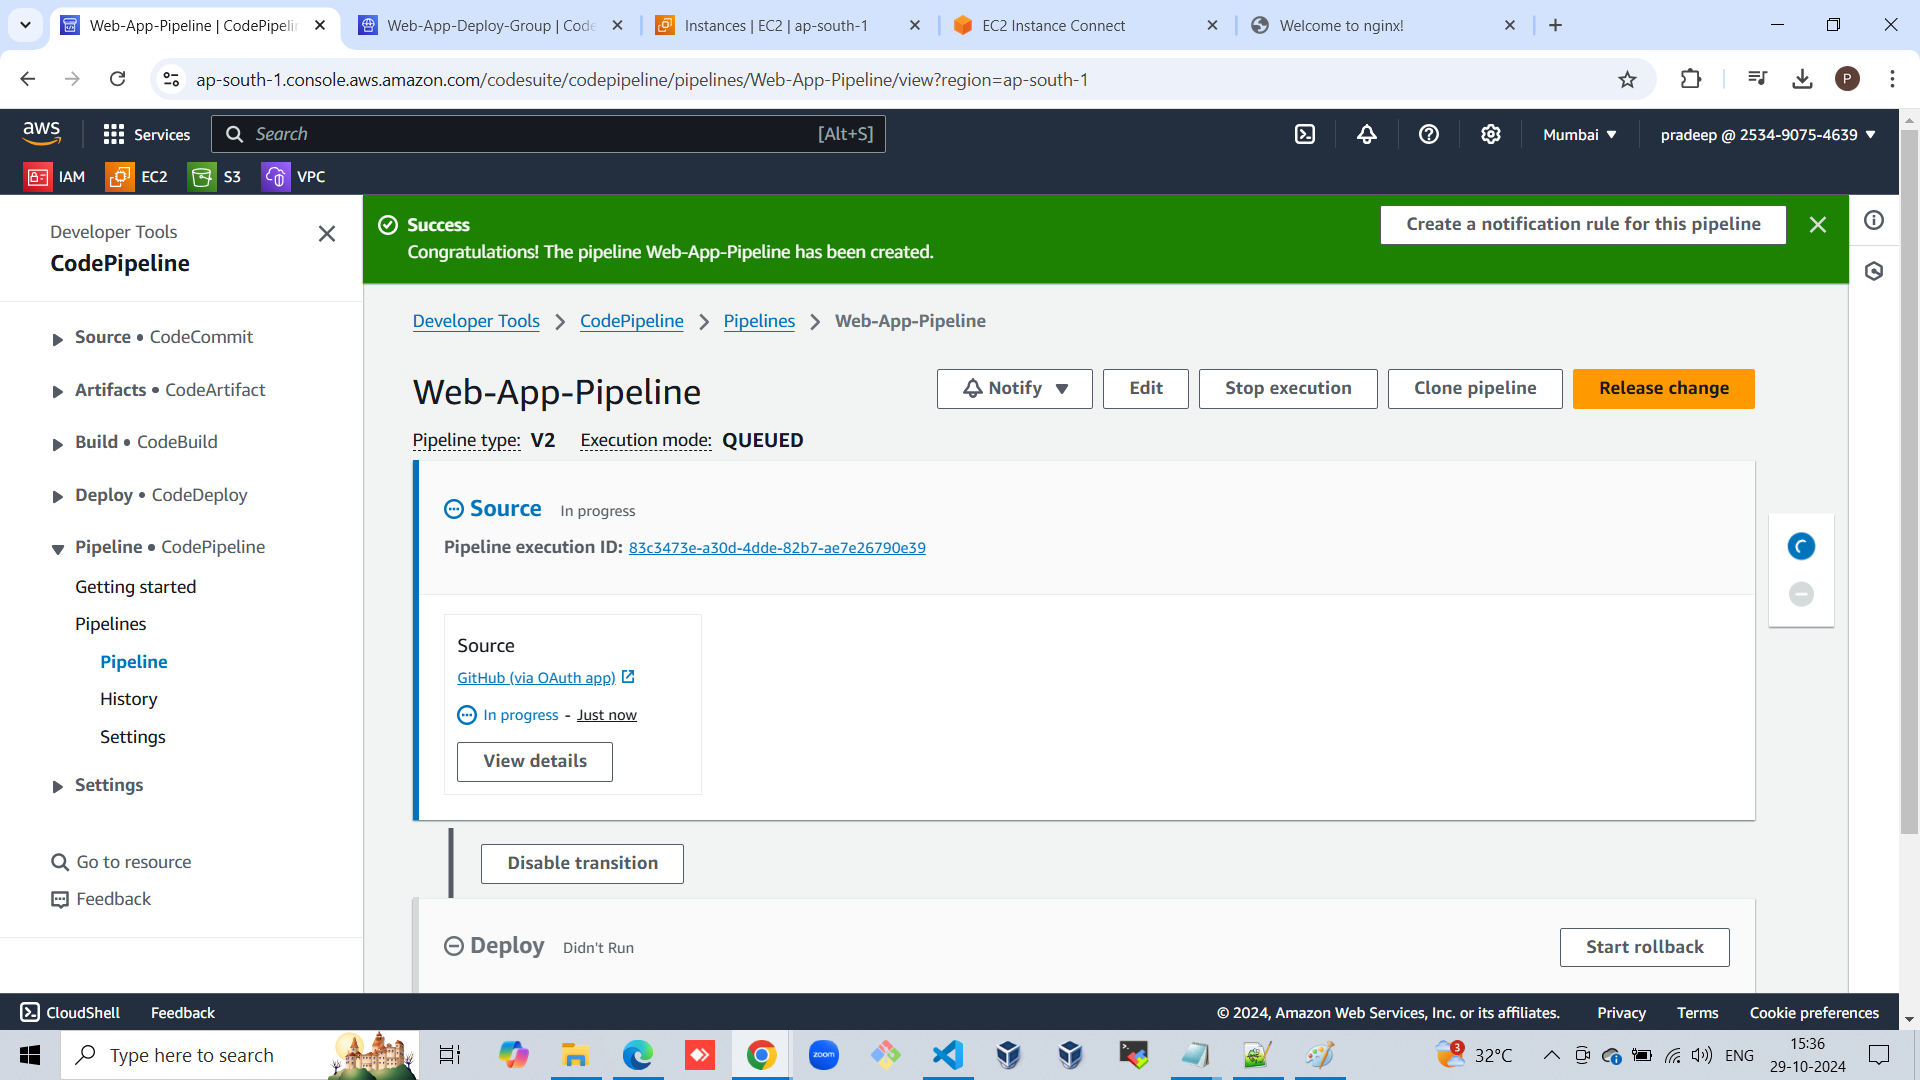 Web-App-Pipeline | CodePipelin
Web-App-Deploy-Group | Code
Instances | EC2 | ap-south-1
EC2 Instance Connect
Welcome to nginx!
ap-south-1.console.aws.amazon.com/codesuite/codepipeline/pipelines/Web-App-Pipeline/view?region=ap-south-1
P
aws
Services
Search
[Alt+S]
Mumbai
pradeep @ 2534-9075-4639
IAM
EC2
S3
VPC
Developer Tools
CodePipeline
Source • CodeCommit
Artifacts • CodeArtifact
Build • CodeBuild
Deploy • CodeDeploy
Pipeline • CodePipeline
Getting started
Pipelines
Pipeline
History
Settings
Settings
Go to resource
Feedback
Success
Congratulations! The pipeline Web-App-Pipeline has been created.
Create a notification rule for this pipeline
Developer Tools
CodePipeline
Pipelines
Web-App-Pipeline
Web-App-Pipeline
Notify
Edit
Stop execution
Clone pipeline
Release change
Pipeline type: V2 Execution mode: QUEUED
Source In progress
Pipeline execution ID: 83c3473e-a30d-4dde-82b7-ae7e26790e39
Source
GitHub (via OAuth app)
In progress - Just now
View details
Disable transition
Deploy Didn't Run
Start rollback
CloudShell
Feedback
© 2024, Amazon Web Services, Inc. or its affiliates.
Privacy
Terms
Cookie preferences
Type here to search
zoom
3
32°C
ENG
15:36
29-10-2024